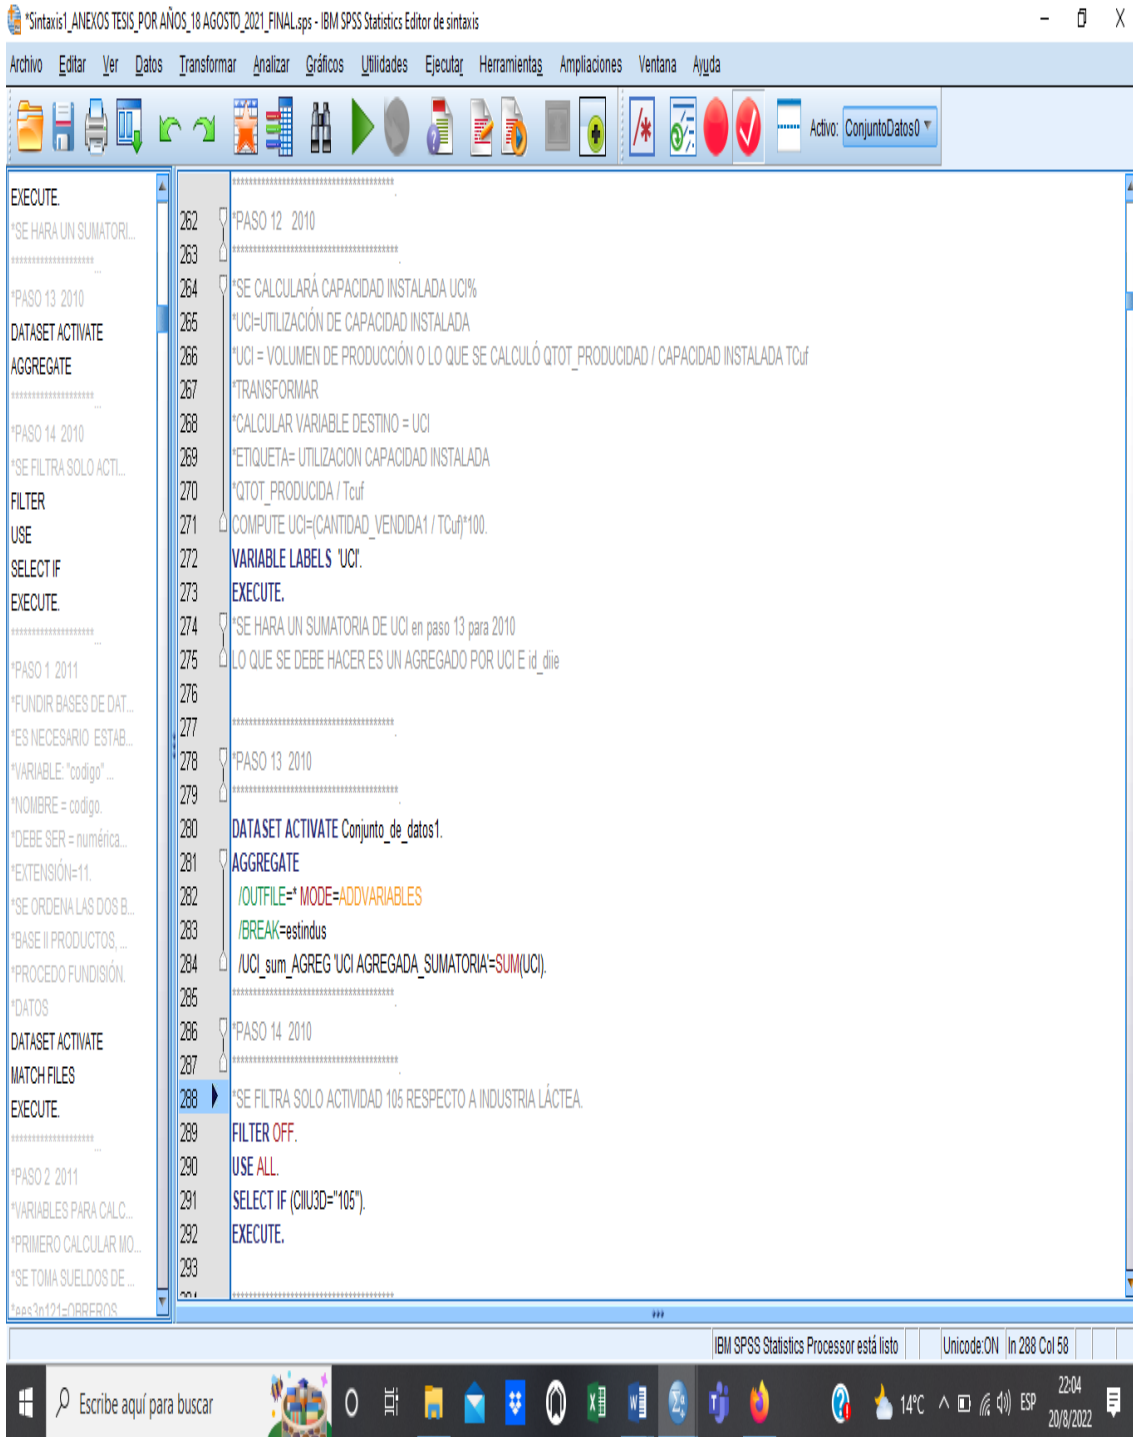 *Sintaxis1_ANEXOS TESIS_POR AÑOS_18 AGOSTO_2021_FINAL.sps - IBM SPSS Statistics Editor de sintaxis
Archivo Editar Ver Datos Transformar Analizar Gráficos Utilidades Ejecutar Herramientas Ampliaciones Ventana Ayuda
Activo: ConjuntoDatos0
EXECUTE.
*SE HARA UN SUMATORI...
********************...
*PASO 13 2010
DATASET ACTIVATE
AGGREGATE
********************...
*PASO 14 2010
*SE FILTRA SOLO ACTI...
FILTER
USE
SELECT IF
EXECUTE.
********************...
*PASO 1 2011
*FUNDIR BASES DE DAT...
*ES NECESARIO ESTAB...
*VARIABLE: "codigo" ...
*NOMBRE = codigo.
*DEBE SER = numérica...
*EXTENSIÓN=11.
*SE ORDENA LAS DOS B...
*BASE II PRODUCTOS, ...
*PROCEDO FUNDISIÓN.
*DATOS
DATASET ACTIVATE
MATCH FILES
EXECUTE.
********************...
*PASO 2 2011
*VARIABLES PARA CALC...
*PRIMERO CALCULAR MO...
*SE TOMA SUELDOS DE ...
*ees3n121=OBREROS
***************************************.
262 *PASO 12 2010
263 ****************************************.
264 *SE CALCULARÁ CAPACIDAD INSTALADA UCI%
265 *UCI=UTILIZACIÓN DE CAPACIDAD INSTALADA
266 *UCI = VOLUMEN DE PRODUCCIÓN O LO QUE SE CALCULÓ QTOT_PRODUCIDAD / CAPACIDAD INSTALADA TCuf
267 *TRANSFORMAR
268 *CALCULAR VARIABLE DESTINO = UCI
269 *ETIQUETA= UTILIZACION CAPACIDAD INSTALADA
270 *QTOT_PRODUCIDA / Tcuf
271 COMPUTE UCI=(CANTIDAD_VENDIDA1 / TCuf)*100.
272 VARIABLE LABELS 'UCI'.
273 EXECUTE.
274 *SE HARA UN SUMATORIA DE UCI en paso 13 para 2010
275 LO QUE SE DEBE HACER ES UN AGREGADO POR UCI E id_diie
276
277 ***************************************.
278 *PASO 13 2010
279 ****************************************.
280 DATASET ACTIVATE Conjunto_de_datos1.
281 AGGREGATE
282 /OUTFILE=* MODE=ADDVARIABLES
283 /BREAK=estindus
284 /UCI_sum_AGREG 'UCI AGREGADA_SUMATORIA'=SUM(UCI).
285 ***************************************.
286 *PASO 14 2010
287 ****************************************.
288 *SE FILTRA SOLO ACTIVIDAD 105 RESPECTO A INDUSTRIA LÁCTEA.
289 FILTER OFF.
290 USE ALL.
291 SELECT IF (CIIU3D="105").
292 EXECUTE.
293
294 ***************************************
IBM SPSS Statistics Processor está listo Unicode:ON In 288 Col 58
Escribe aquí para buscar
14°C ESP 22:04
20/8/2022